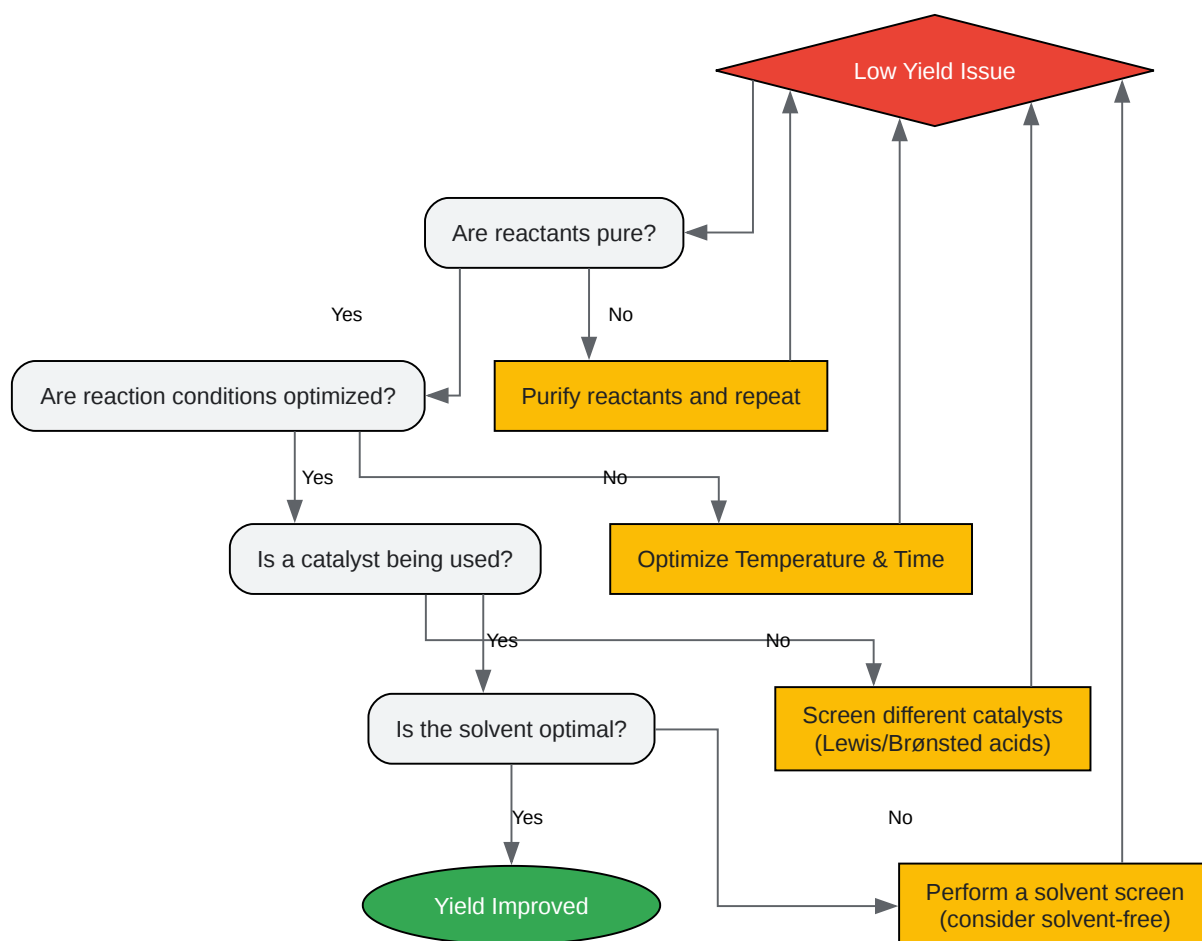 Low Yield Issue
Are reactants pure?
Yes
No
Are reaction conditions optimized?
Purify reactants and repeat
Yes
No
Is a catalyst being used?
Optimize Temperature & Time
Yes
No
Screen different catalysts
(Lewis/Brønsted acids)
Is the solvent optimal?
Yes
No
Yield Improved
Perform a solvent screen
(consider solvent-free)